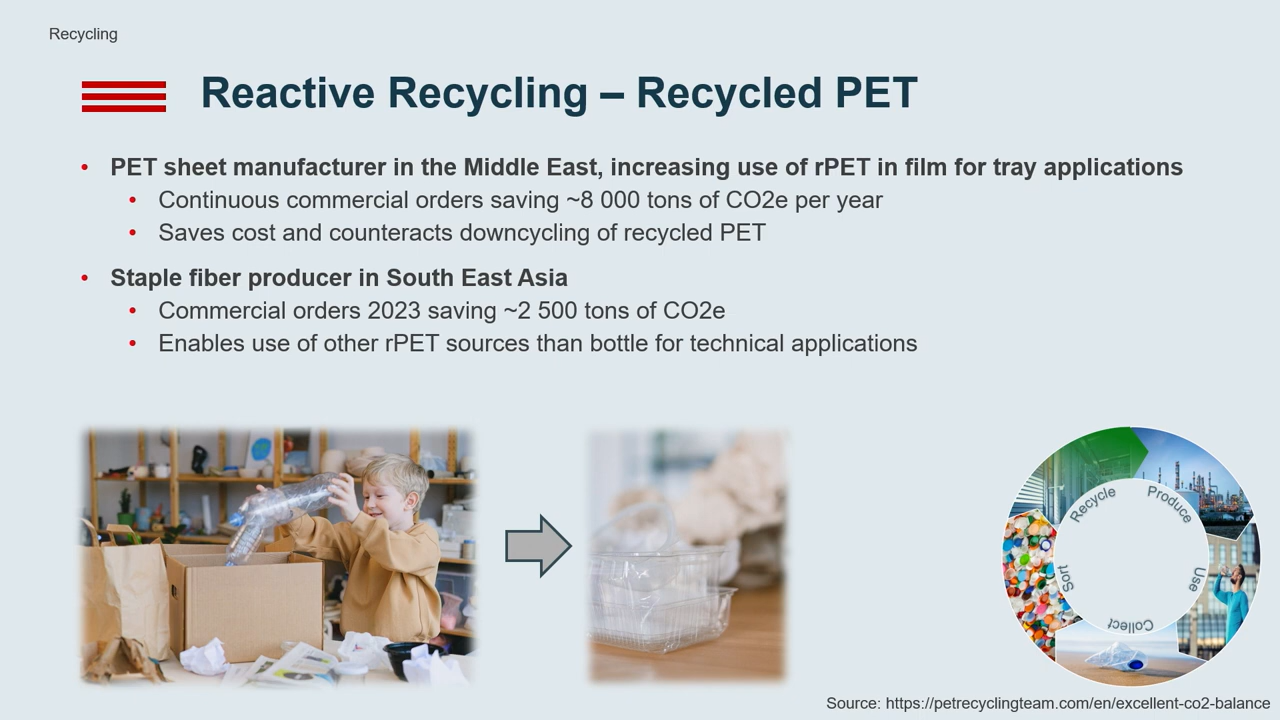 Recycling
Reactive Recycling – Recycled PET
• PET sheet manufacturer in the Middle East, increasing use of rPET in film for tray applications
• Continuous commercial orders saving ~8 000 tons of CO2e per year
• Saves cost and counteracts downcycling of recycled PET
• Staple fiber producer in South East Asia
• Commercial orders 2023 saving ~2 500 tons of CO2e
• Enables use of other rPET sources than bottle for technical applications
Recycle
Produce
Use
Collect
Sort
Source: https://petrecyclingteam.com/en/excellent-co2-balance